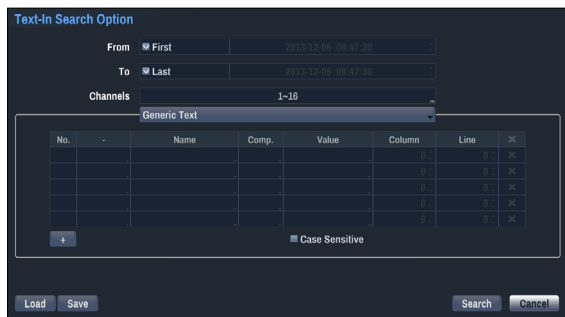 Text-In Search Option
From First 2013-12-05 09:47:30
To Last 2013-12-05 09:47:30
Channels 1~16
Generic Text
No. - Name Comp. Value Column Line
0 0
0 0
0 0
0 0
0 0
+ Case Sensitive
Load Save Search Cancel